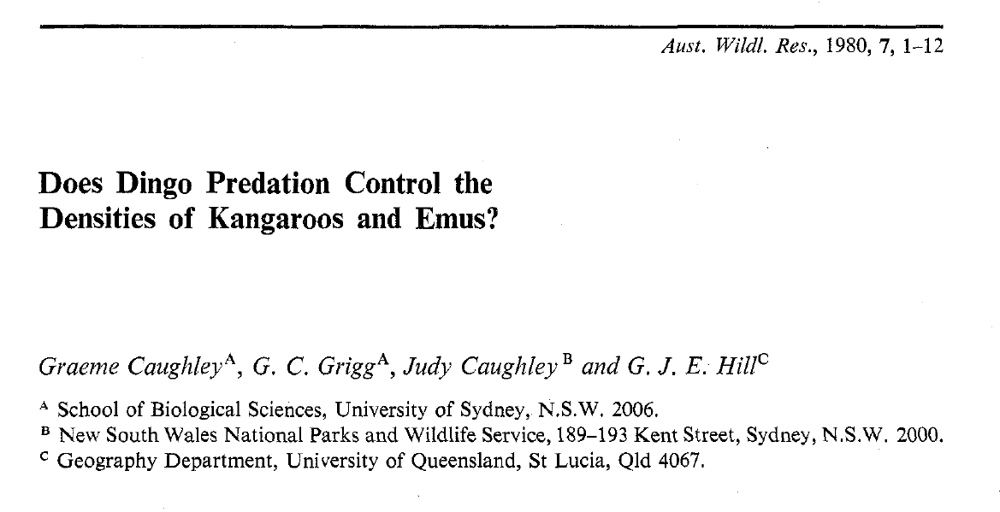 Aust. Wildl. Res., 1980, 7, 1–12
Does Dingo Predation Control the
Densities of Kangaroos and Emus?
Graeme Caughley^A, G. C. Grigg^A, Judy Caughley^B and G. J. E. Hill^C
^A School of Biological Sciences, University of Sydney, N.S.W. 2006.
^B New South Wales National Parks and Wildlife Service, 189–193 Kent Street, Sydney, N.S.W. 2000.
^C Geography Department, University of Queensland, St Lucia, Qld 4067.